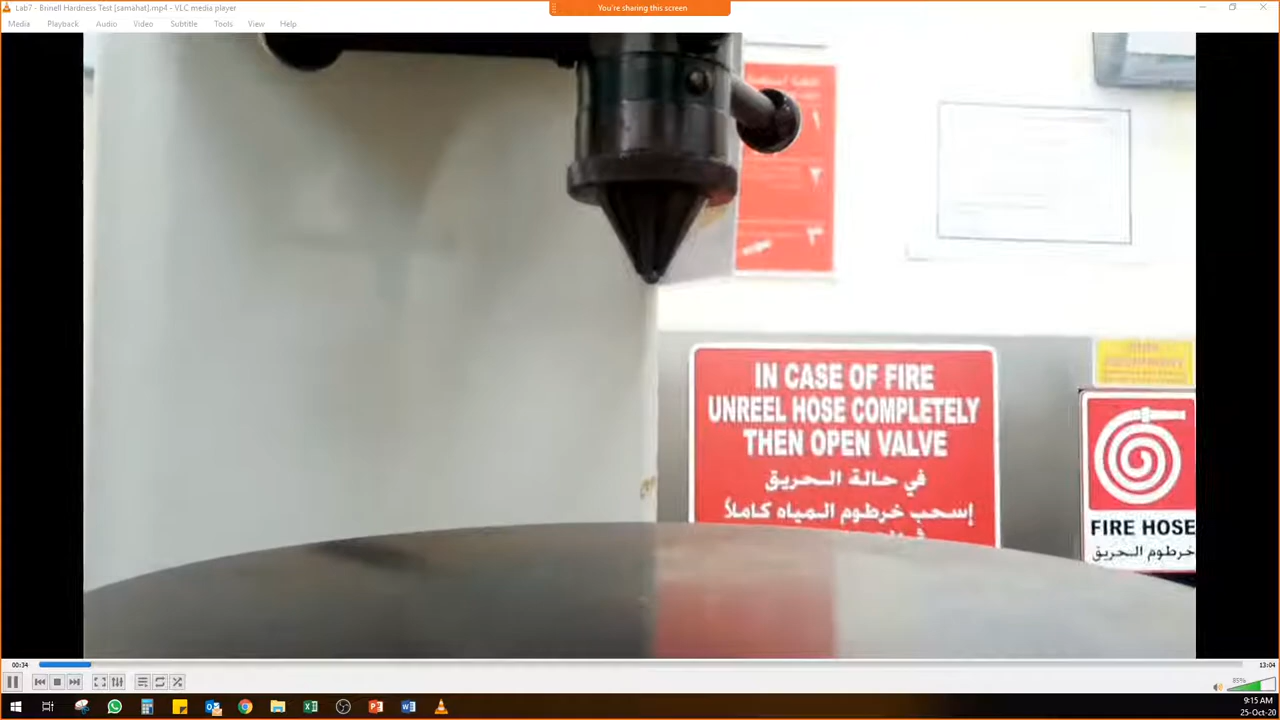 Lab7 - Brinell Hardness Test [samahat].mp4 - VLC media player
You're sharing this screen
Media Playback Audio Video Subtitle Tools View Help
IN CASE OF FIRE
UNREEL HOSE COMPLETELY
THEN OPEN VALVE
في حالة الحريق
إسحب خرطوم المياه كاملاً
FIRE HOSE
خرطوم الحريق
00:34
13:04
85%
9:15 AM
25-Oct-20